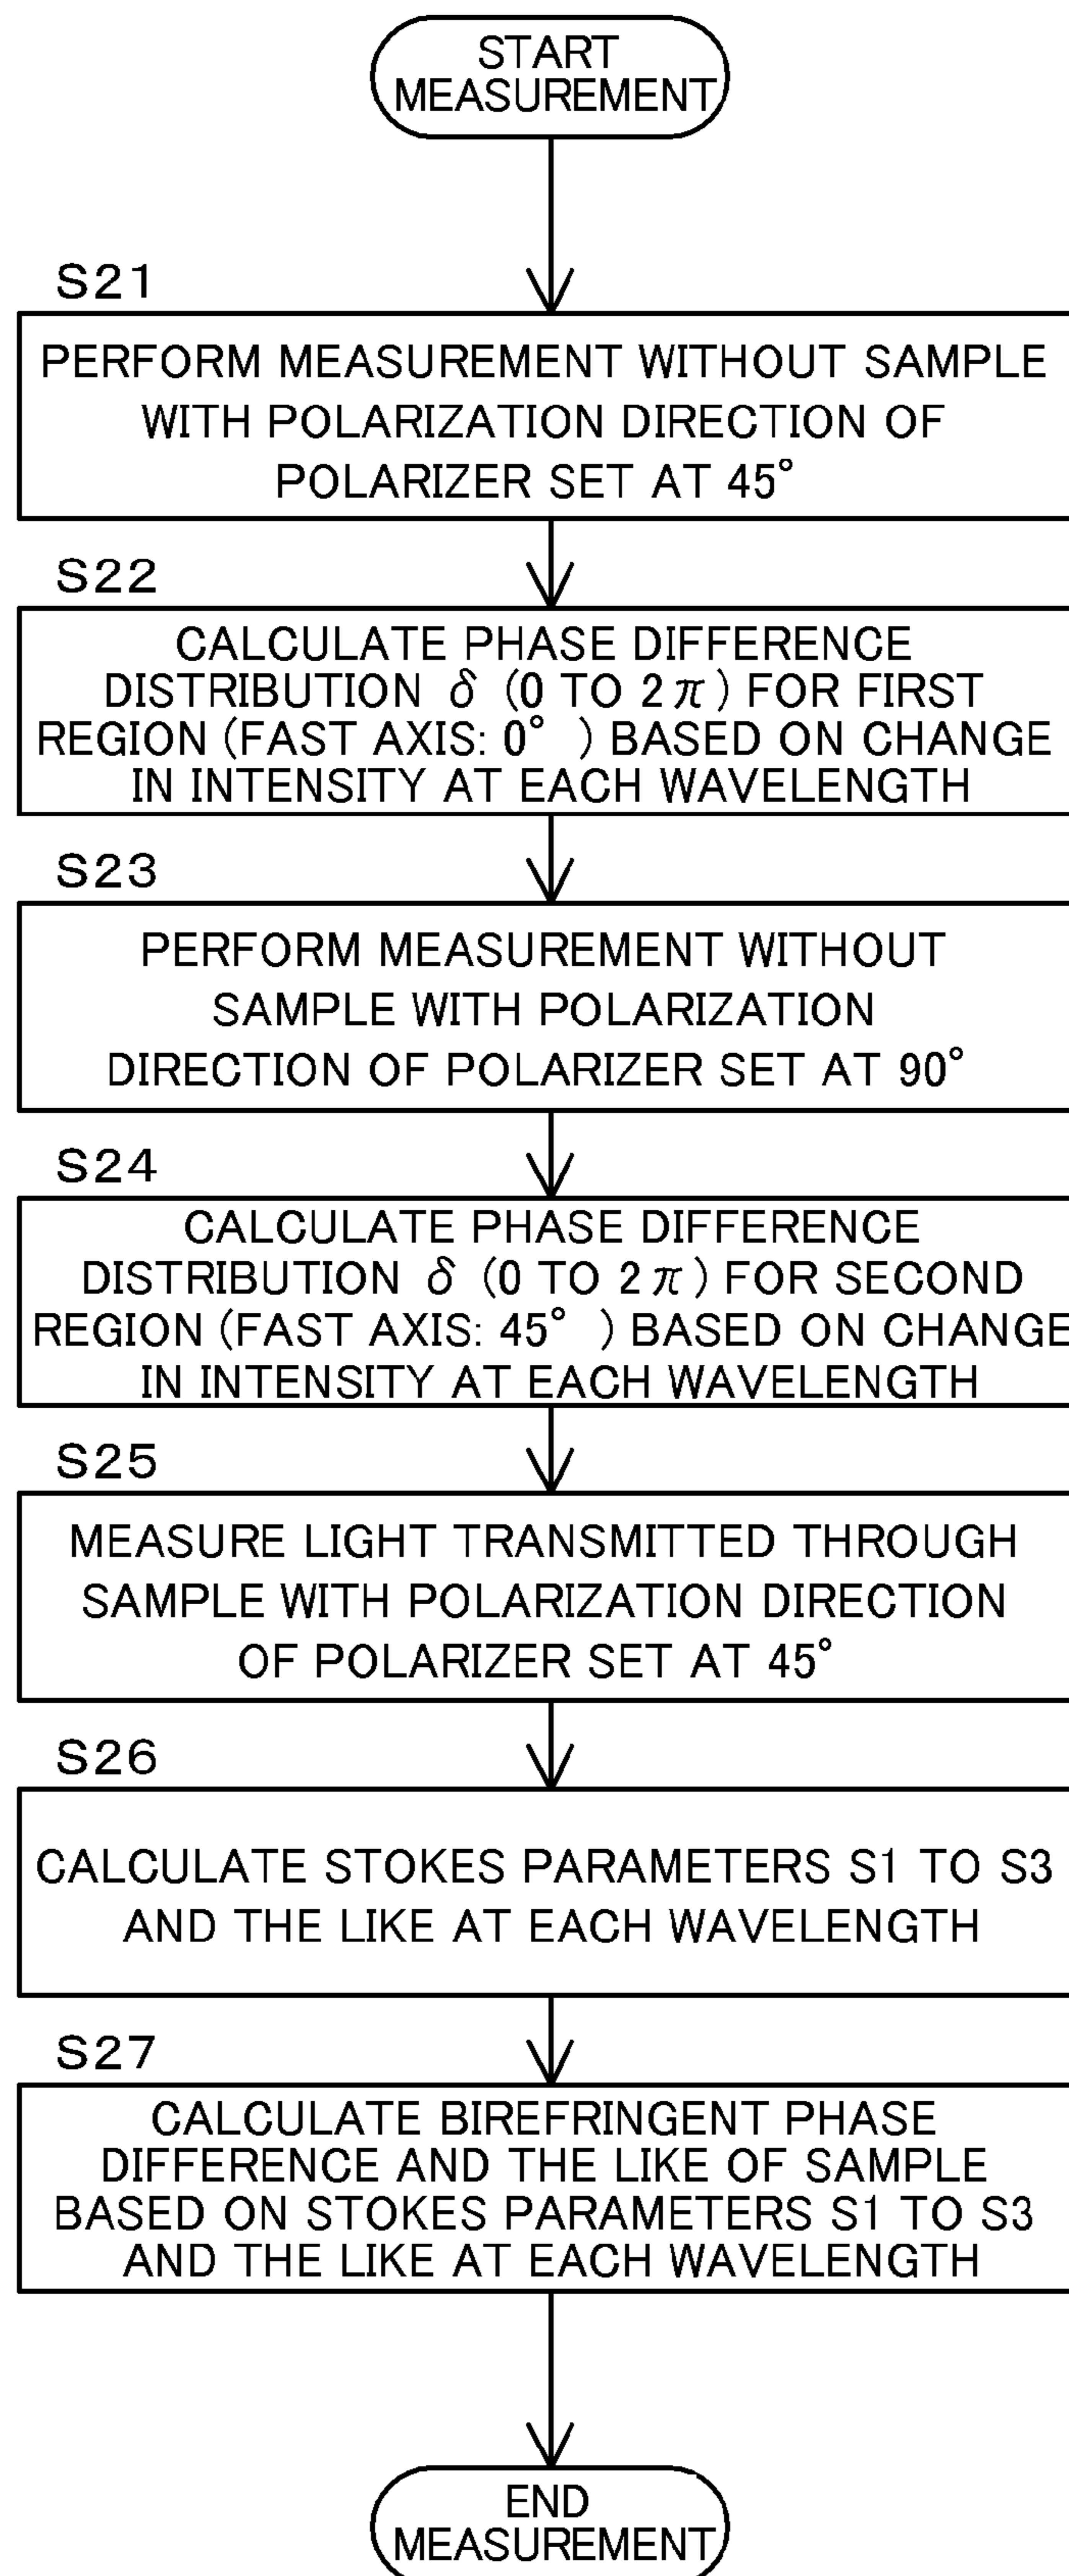 START
MEASUREMENT
S21
PERFORM MEASUREMENT WITHOUT SAMPLE
WITH POLARIZATION DIRECTION OF
POLARIZER SET AT 45°
S22
CALCULATE PHASE DIFFERENCE
DISTRIBUTION δ (0 TO 2π) FOR FIRST
REGION (FAST AXIS: 0° ) BASED ON CHANGE
IN INTENSITY AT EACH WAVELENGTH
S23
PERFORM MEASUREMENT WITHOUT
SAMPLE WITH POLARIZATION
DIRECTION OF POLARIZER SET AT 90°
S24
CALCULATE PHASE DIFFERENCE
DISTRIBUTION δ (0 TO 2π) FOR SECOND
REGION (FAST AXIS: 45° ) BASED ON CHANGE
IN INTENSITY AT EACH WAVELENGTH
S25
MEASURE LIGHT TRANSMITTED THROUGH
SAMPLE WITH POLARIZATION DIRECTION
OF POLARIZER SET AT 45°
S26
CALCULATE STOKES PARAMETERS S1 TO S3
AND THE LIKE AT EACH WAVELENGTH
S27
CALCULATE BIREFRINGENT PHASE
DIFFERENCE AND THE LIKE OF SAMPLE
BASED ON STOKES PARAMETERS S1 TO S3
AND THE LIKE AT EACH WAVELENGTH
END
MEASUREMENT